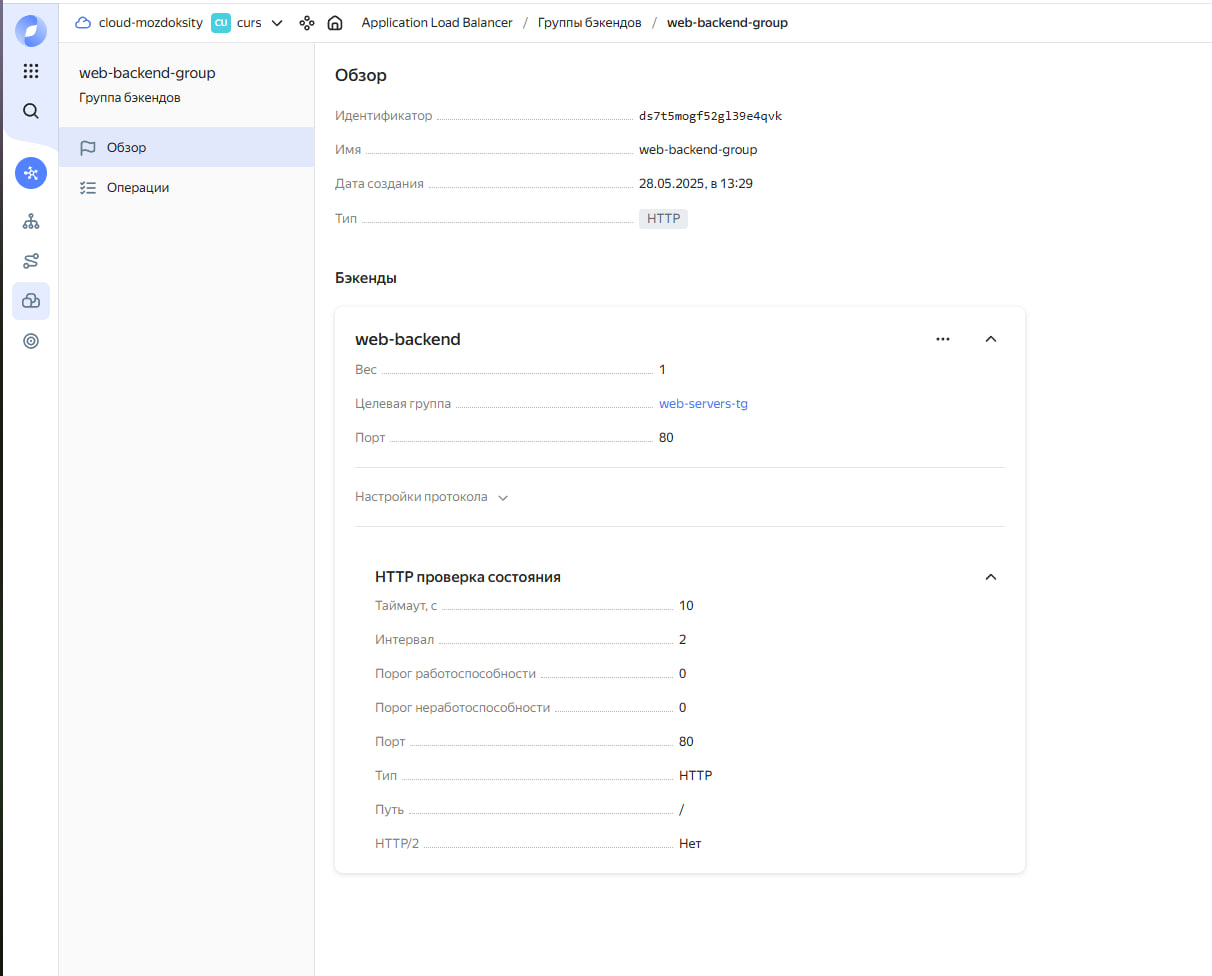 cloud-mozdoksity CU curs Application Load Balancer / Группы бэкендов / web-backend-group
web-backend-group
Группа бэкендов
Обзор
Операции
Обзор
Идентификатор ds7t5mogf52gl39e4qvk
Имя web-backend-group
Дата создания 28.05.2025, в 13:29
Тип HTTP
Бэкенды
web-backend
Вес 1
Целевая группа web-servers-tg
Порт 80
Настройки протокола
HTTP проверка состояния
Таймаут, с 10
Интервал 2
Порог работоспособности 0
Порог неработоспособности 0
Порт 80
Тип HTTP
Путь /
HTTP/2 Нет